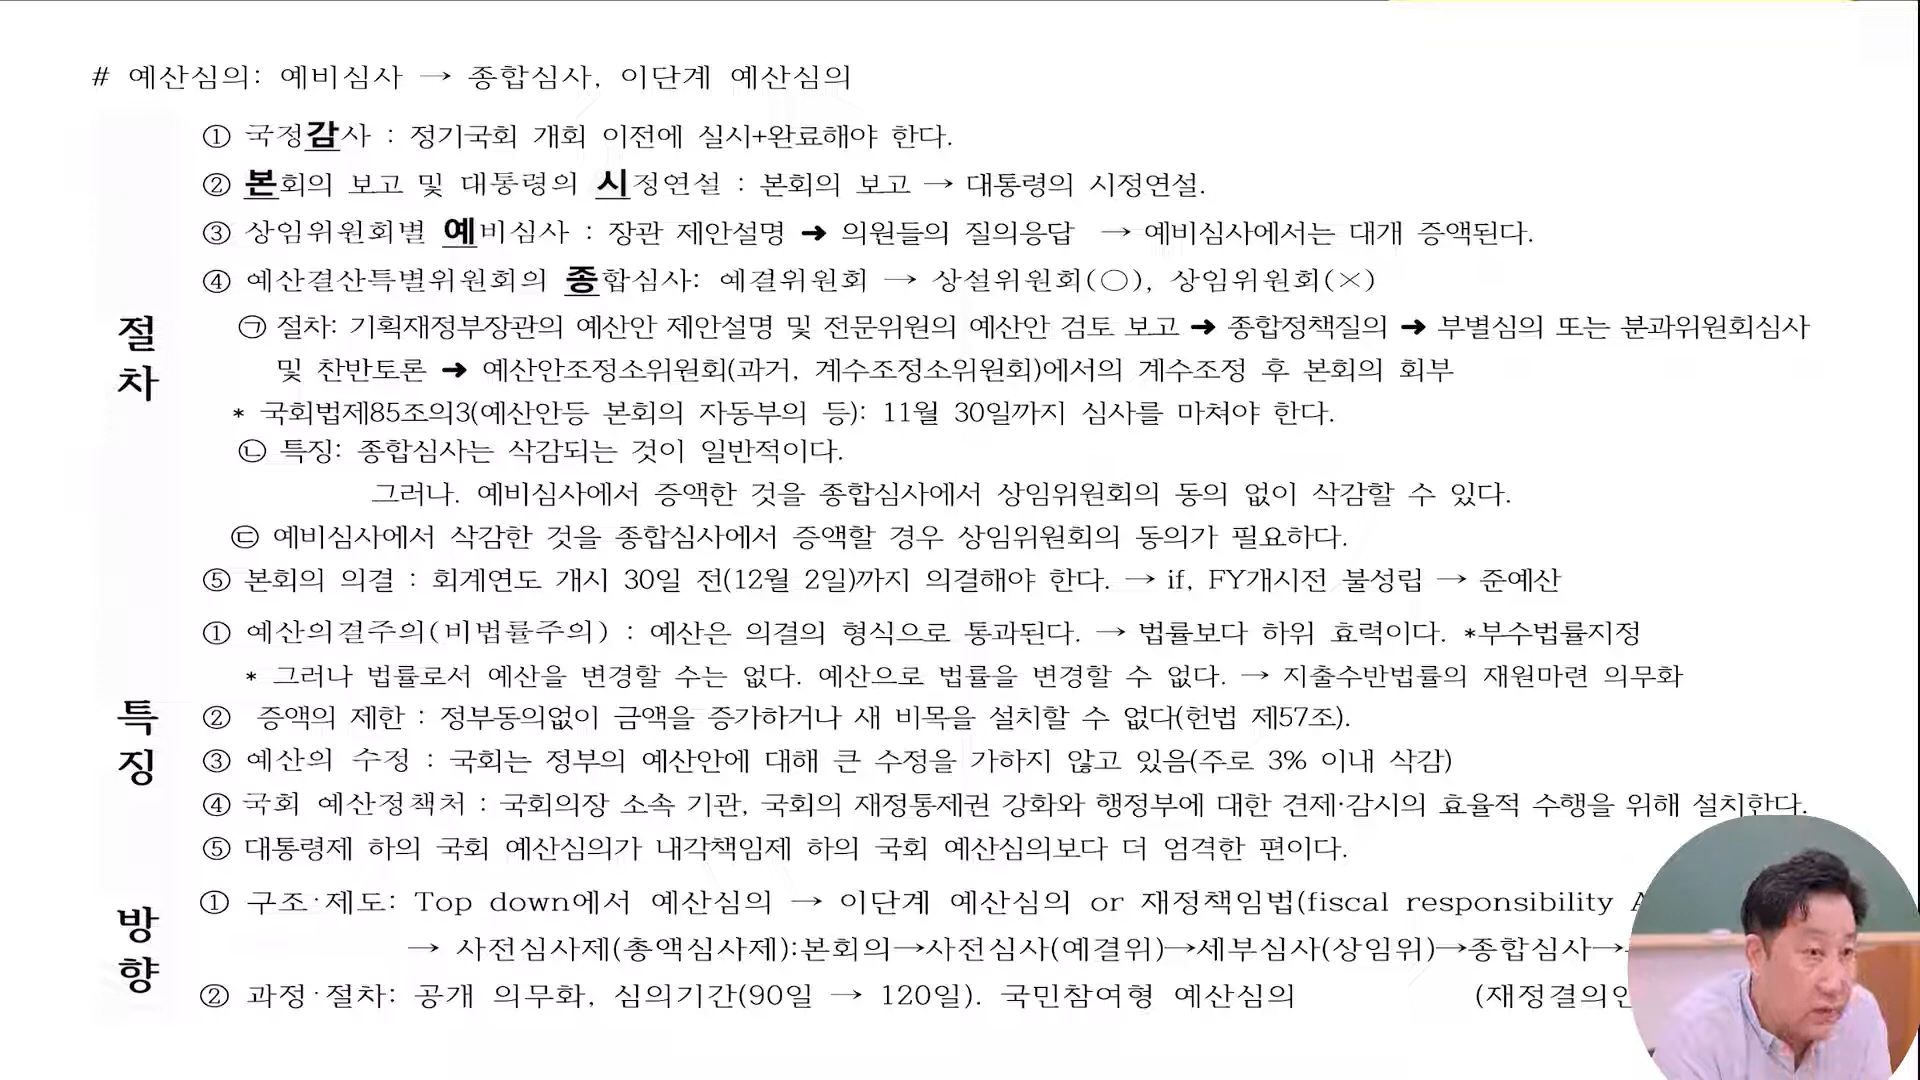 # 예산심의: 예비심사 → 종합심사, 이단계 예산심의
① 국정감사 : 정기국회 개회 이전에 실시+완료해야 한다.
② 본회의 보고 및 대통령의 시정연설 : 본회의 보고 → 대통령의 시정연설.
③ 상임위원회별 예비심사 : 장관 제안설명 ➜ 의원들의 질의응답 → 예비심사에서는 대개 증액된다.
④ 예산결산특별위원회의 종합심사: 예결위원회 → 상설위원회(○), 상임위원회(×)
절차
㉠ 절차: 기획재정부장관의 예산안 제안설명 및 전문위원의 예산안 검토 보고 ➜ 종합정책질의 ➜ 부별심의 또는 분과위원회심사
및 찬반토론 ➜ 예산안조정소위원회(과거, 계수조정소위원회)에서의 계수조정 후 본회의 회부
* 국회법제85조의3(예산안등 본회의 자동부의 등): 11월 30일까지 심사를 마쳐야 한다.
㉡ 특징: 종합심사는 삭감되는 것이 일반적이다.
그러나. 예비심사에서 증액한 것을 종합심사에서 상임위원회의 동의 없이 삭감할 수 있다.
㉢ 예비심사에서 삭감한 것을 종합심사에서 증액할 경우 상임위원회의 동의가 필요하다.
⑤ 본회의 의결 : 회계연도 개시 30일 전(12월 2일)까지 의결해야 한다. → if, FY개시전 불성립 → 준예산
① 예산의결주의(비법률주의) : 예산은 의결의 형식으로 통과된다. → 법률보다 하위 효력이다. *부수법률지정
* 그러나 법률로서 예산을 변경할 수는 없다. 예산으로 법률을 변경할 수 없다. → 지출수반법률의 재원마련 의무화
특징
② 증액의 제한 : 정부동의없이 금액을 증가하거나 새 비목을 설치할 수 없다(헌법 제57조).
③ 예산의 수정 : 국회는 정부의 예산안에 대해 큰 수정을 가하지 않고 있음(주로 3% 이내 삭감)
④ 국회 예산정책처 : 국회의장 소속 기관, 국회의 재정통제권 강화와 행정부에 대한 견제·감시의 효율적 수행을 위해 설치한다.
⑤ 대통령제 하의 국회 예산심의가 내각책임제 하의 국회 예산심의보다 더 엄격한 편이다.
방향
① 구조·제도: Top down에서 예산심의 → 이단계 예산심의 or 재정책임법(fiscal responsibility
→ 사전심사제(총액심사제):본회의→사전심사(예결위)→세부심사(상임위)→종합심사→
② 과정·절차: 공개 의무화, 심의기간(90일 → 120일). 국민참여형 예산심의 (재정결의